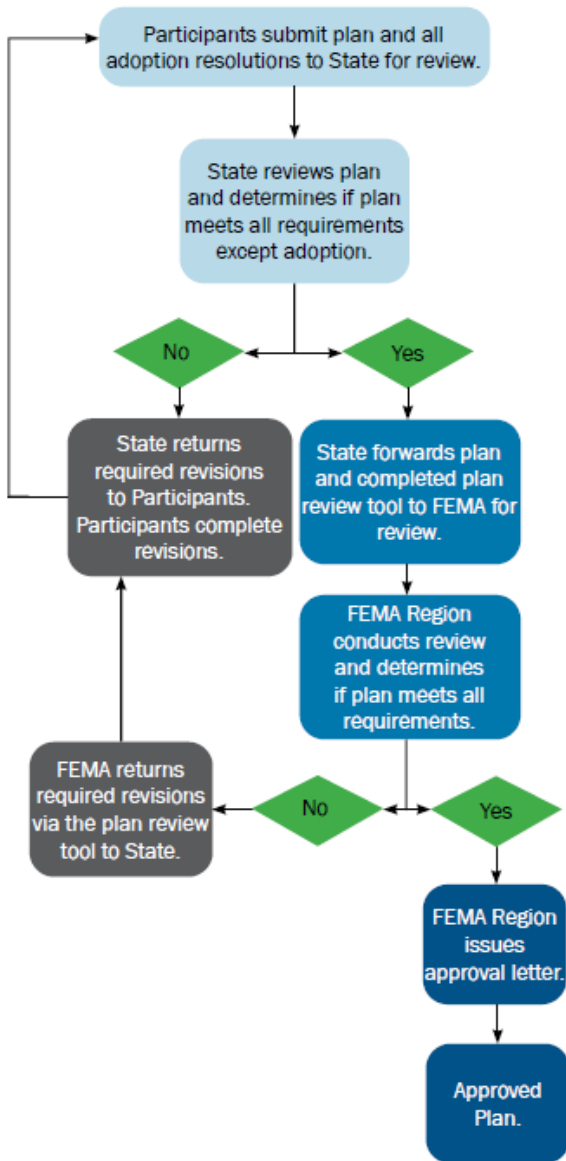 Participants submit plan and all
adoption resolutions to State for review.
State reviews plan
and determines if plan
meets all requirements
except adoption.
No
Yes
State returns
required revisions
to Participants.
Participants complete
revisions.
State forwards plan
and completed plan
review tool to FEMA for
review.
FEMA Region
conducts review
and determines
if plan meets all
requirements.
FEMA returns
required revisions
via the plan review
tool to State.
No
Yes
FEMA Region
issues
approval letter.
Approved
Plan.